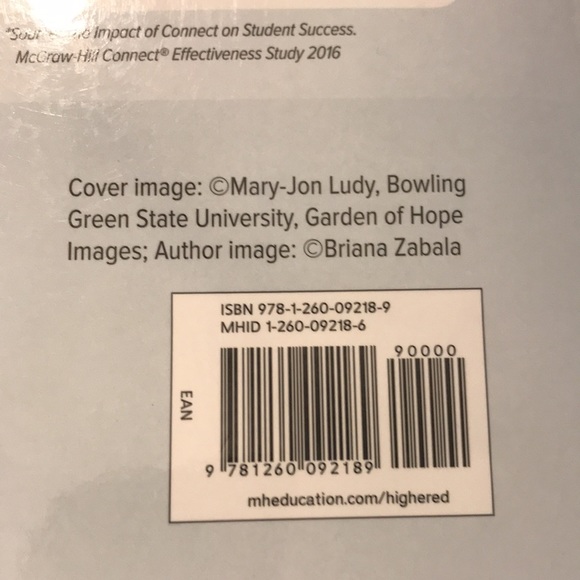 *Source: The Impact of Connect on Student Success.
McGraw-Hill Connect® Effectiveness Study 2016
Cover image: ©Mary-Jon Ludy, Bowling
Green State University, Garden of Hope
Images; Author image: ©Briana Zabala
ISBN 978-1-260-09218-9
MHID 1-260-09218-6
90000
EAN
9 781260 092189
mheducation.com/highered